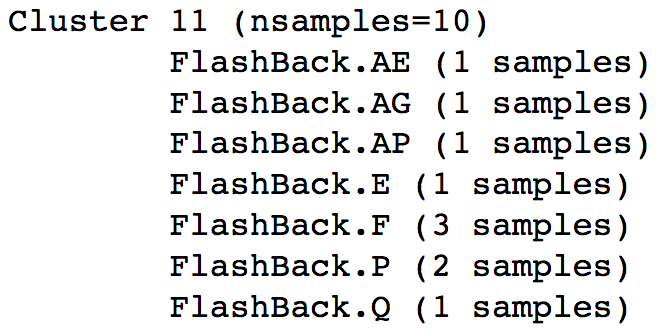 Cluster 11 (nsamples=10)
FlashBack.AE (1 samples)
FlashBack.AG (1 samples)
FlashBack.AP (1 samples)
FlashBack.E (1 samples)
FlashBack.F (3 samples)
FlashBack.P (2 samples)
FlashBack.Q (1 samples)